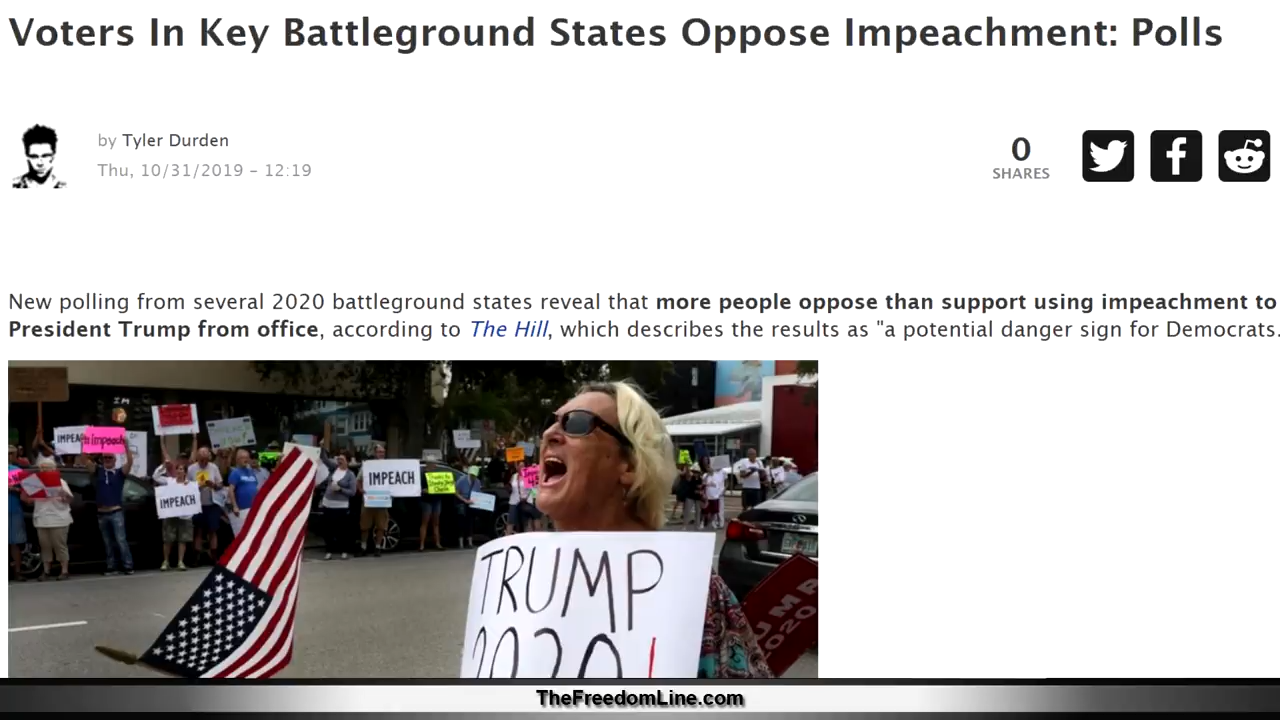 Voters In Key Battleground States Oppose Impeachment: Polls
by Tyler Durden
Thu, 10/31/2019 - 12:19
0
SHARES
New polling from several 2020 battleground states reveal that more people oppose than support using impeachment to
President Trump from office, according to The Hill, which describes the results as "a potential danger sign for Democrats.
IMPEACH
IMPEACH
TRUMP
2020!
TheFreedomLine.com